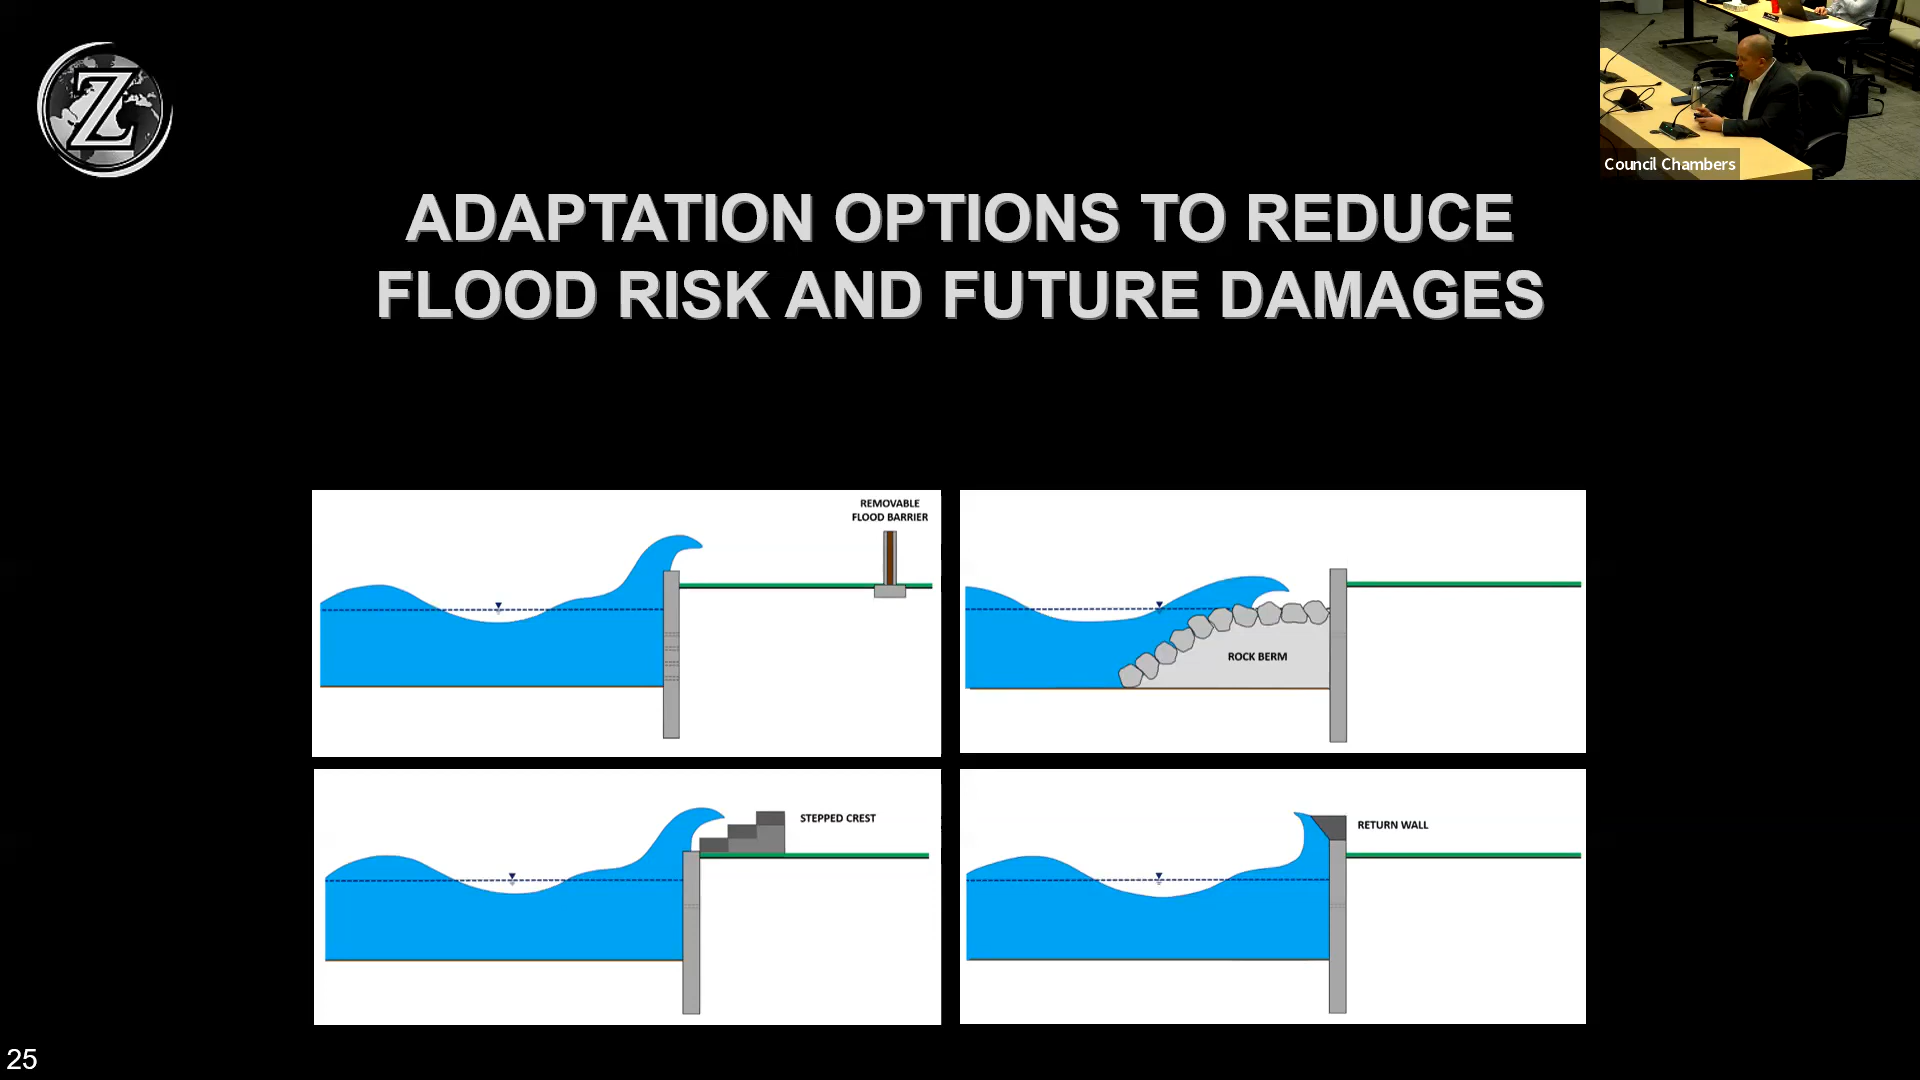 Z
Council Chambers
ADAPTATION OPTIONS TO REDUCE
FLOOD RISK AND FUTURE DAMAGES
REMOVABLE
FLOOD BARRIER
ROCK BERM
STEPPED CREST
RETURN WALL
25